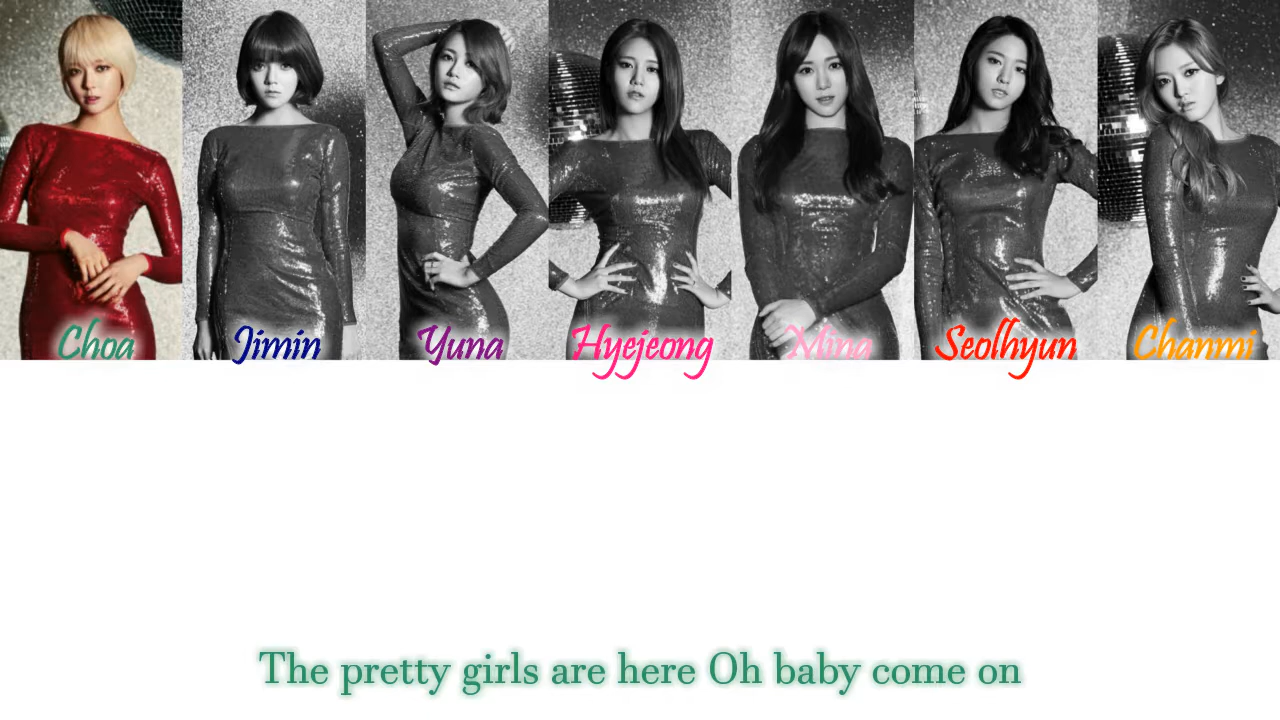 Choa Jimin Yuna Hyejeong Mina Seolhyun Chanmi
The pretty girls are here Oh baby come on